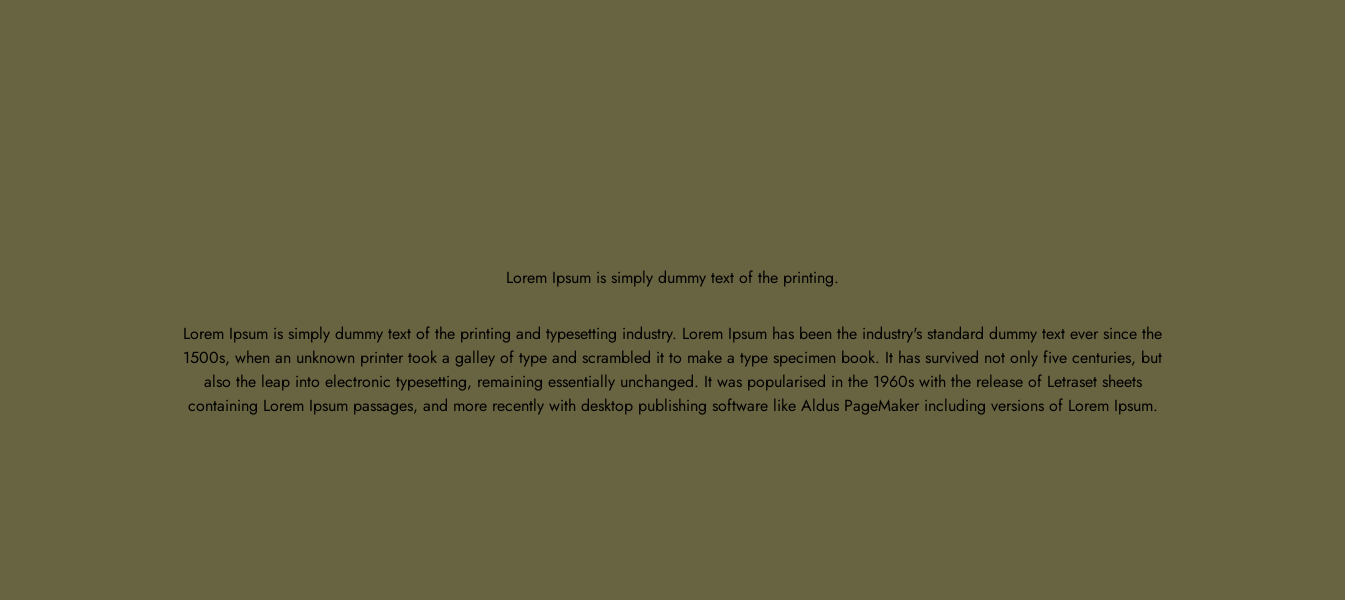 Lorem Ipsum is simply dummy text of the printing.
Lorem Ipsum is simply dummy text of the printing and typesetting industry. Lorem Ipsum has been the industry's standard dummy text ever since the
1500s, when an unknown printer took a galley of type and scrambled it to make a type specimen book. It has survived not only five centuries, but
also the leap into electronic typesetting, remaining essentially unchanged. It was popularised in the 1960s with the release of Letraset sheets
containing Lorem Ipsum passages, and more recently with desktop publishing software like Aldus PageMaker including versions of Lorem Ipsum.